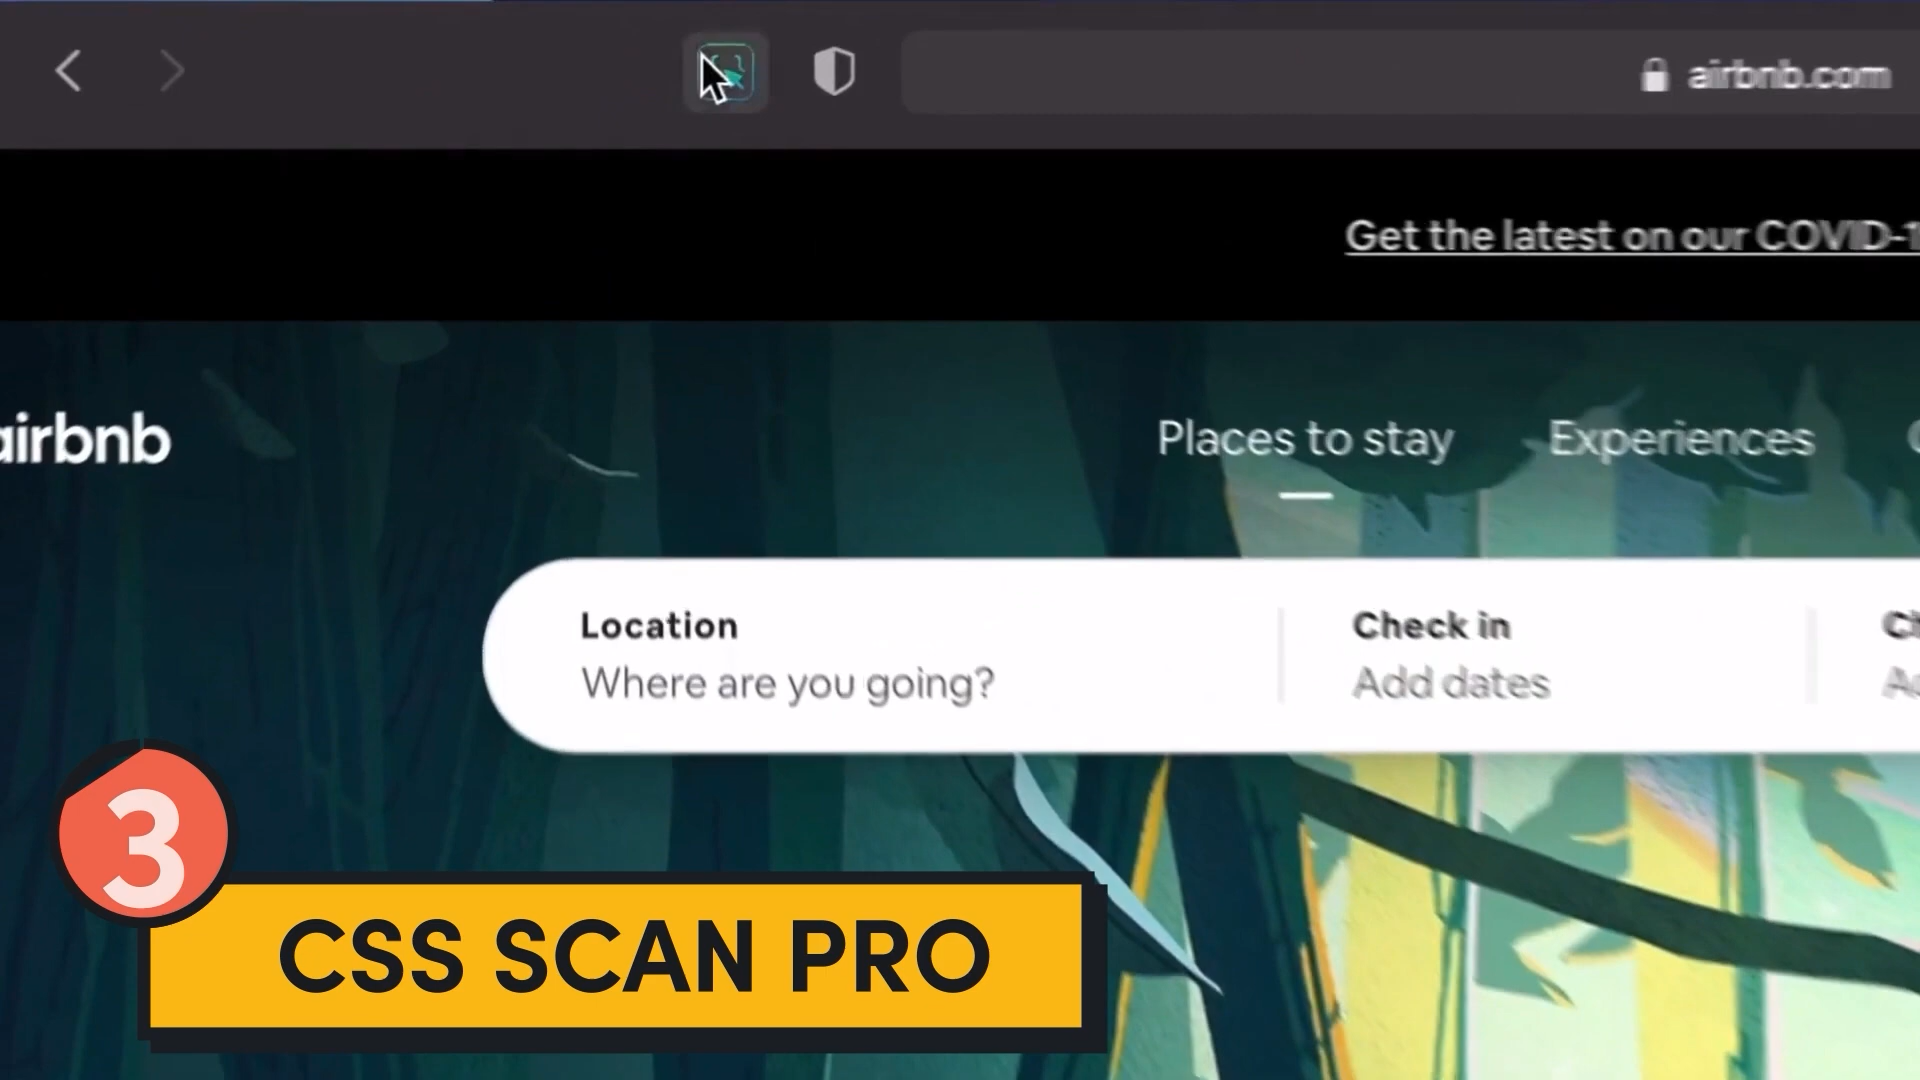 airbnb.com
Get the latest on our COVID-1
airbnb
Places to stay
Experiences
Location
Check in
Where are you going?
Add dates
3
CSS SCAN PRO